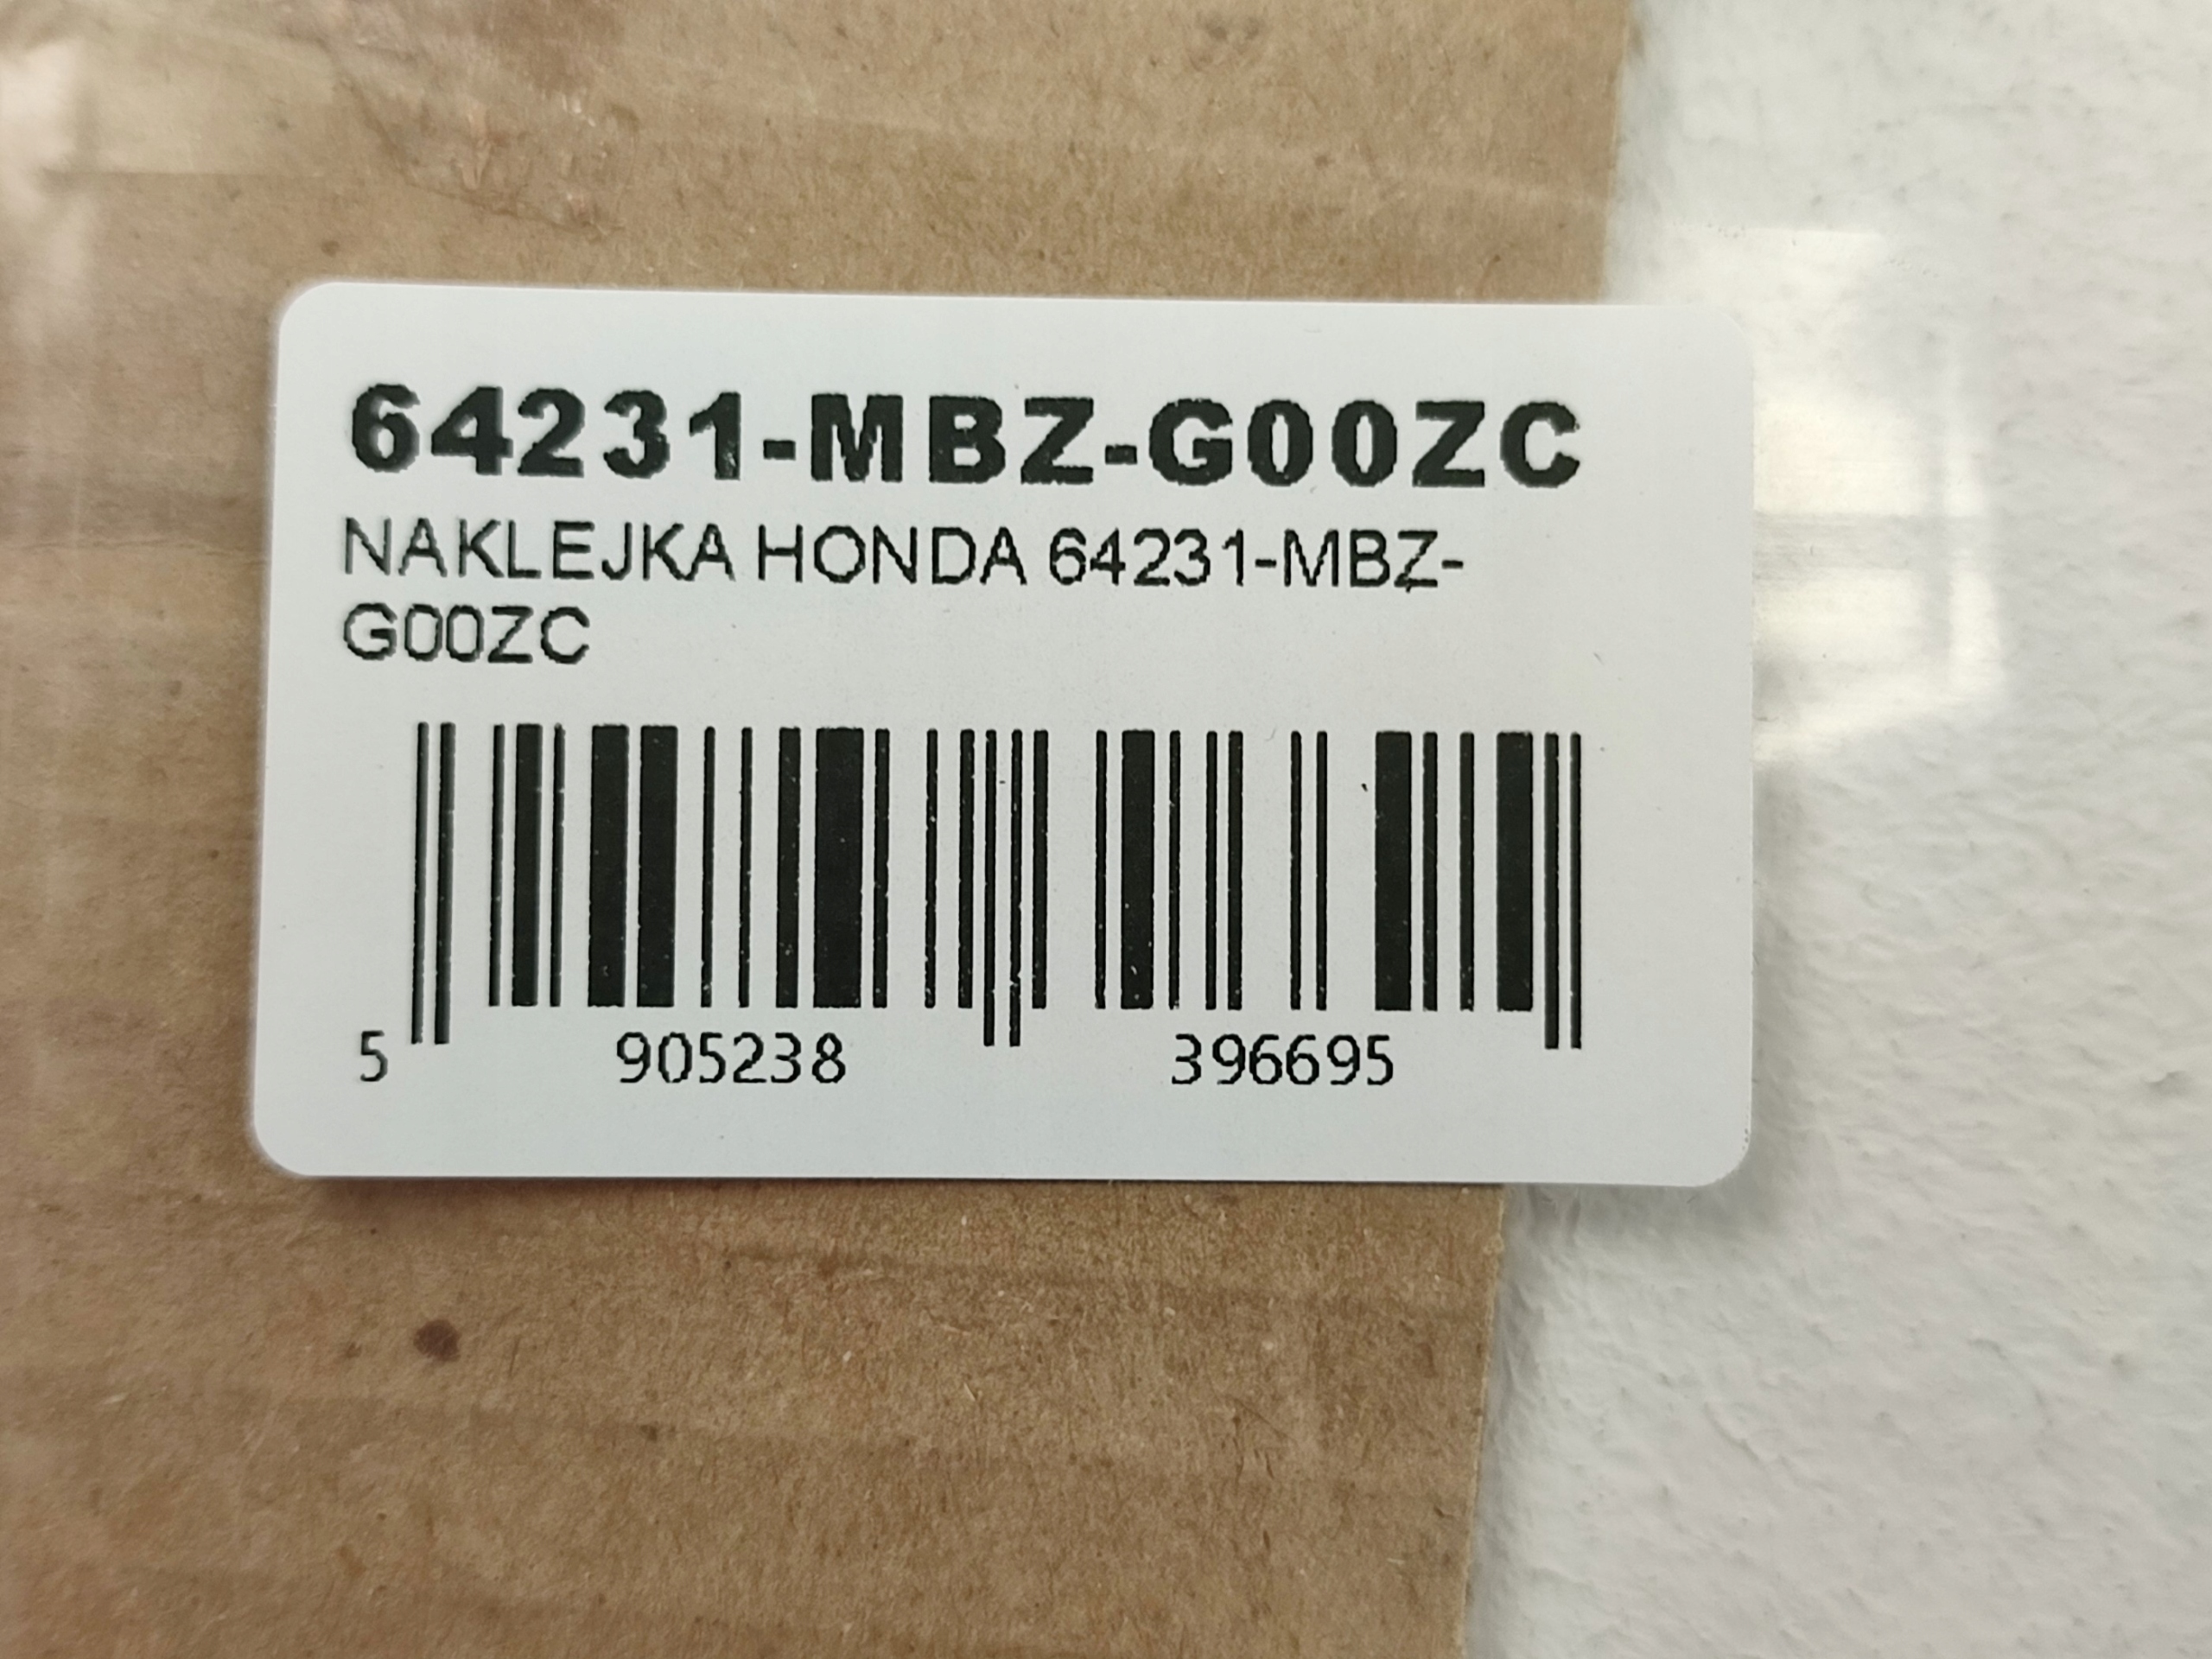 64231-MBZ-G00ZC
NAKLEJKA HONDA 64231-MBZ-
G00ZC
5 905238 396695